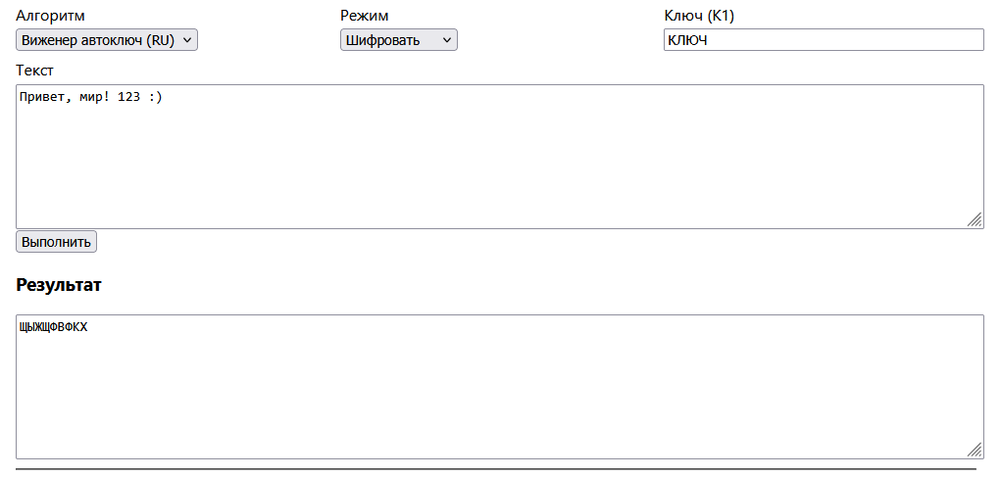 Алгоритм Режим Ключ (K1)
Виженер автоключ (RU) Шифровать КЛЮЧ
Текст
Привет, мир! 123 :)
Выполнить
Результат
ЩЫЖЩФВФКХ